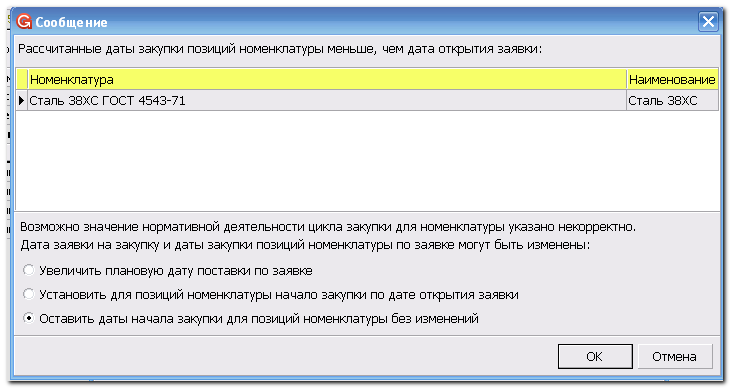 Сообщение
Рассчитанные даты закупки позиций номенклатуры меньше, чем дата открытия заявки:
Номенклатура Наименование
Сталь 38ХС ГОСТ 4543-71 Сталь 38ХС
Возможно значение нормативной деятельности цикла закупки для номенклатуры указано некорректно.
Дата заявки на закупку и даты закупки позиций номенклатуры по заявке могут быть изменены:
Увеличить плановую дату поставки по заявке
Установить для позиций номенклатуры начало закупки по дате открытия заявки
Оставить даты начала закупки для позиций номенклатуры без изменений
OK Отмена